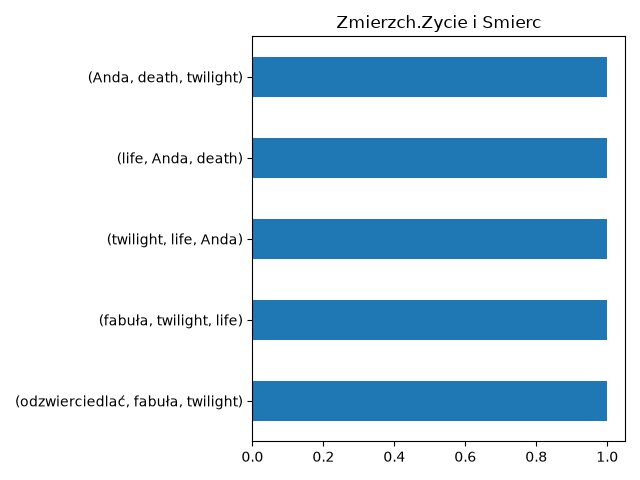 Zmierzch.Zycie i Smierc
(Anda, death, twilight)
(life, Anda, death)
(twilight, life, Anda)
(fabuła, twilight, life)
(odzwierciedlać, fabuła, twilight)
0.0 0.2 0.4 0.6 0.8 1.0